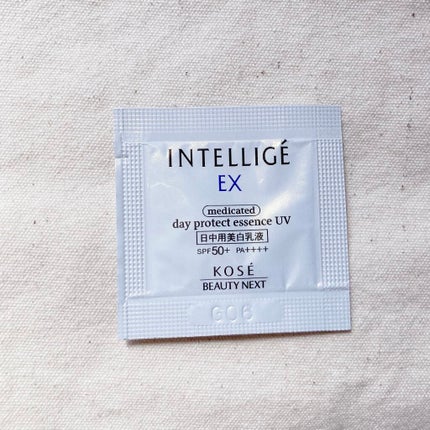 INTELLIGÉ
EX
medicated
day protect essence UV
日中用美白乳液
SPF50+ PA++++
KOSÉ
BEAUTY NEXT
G06